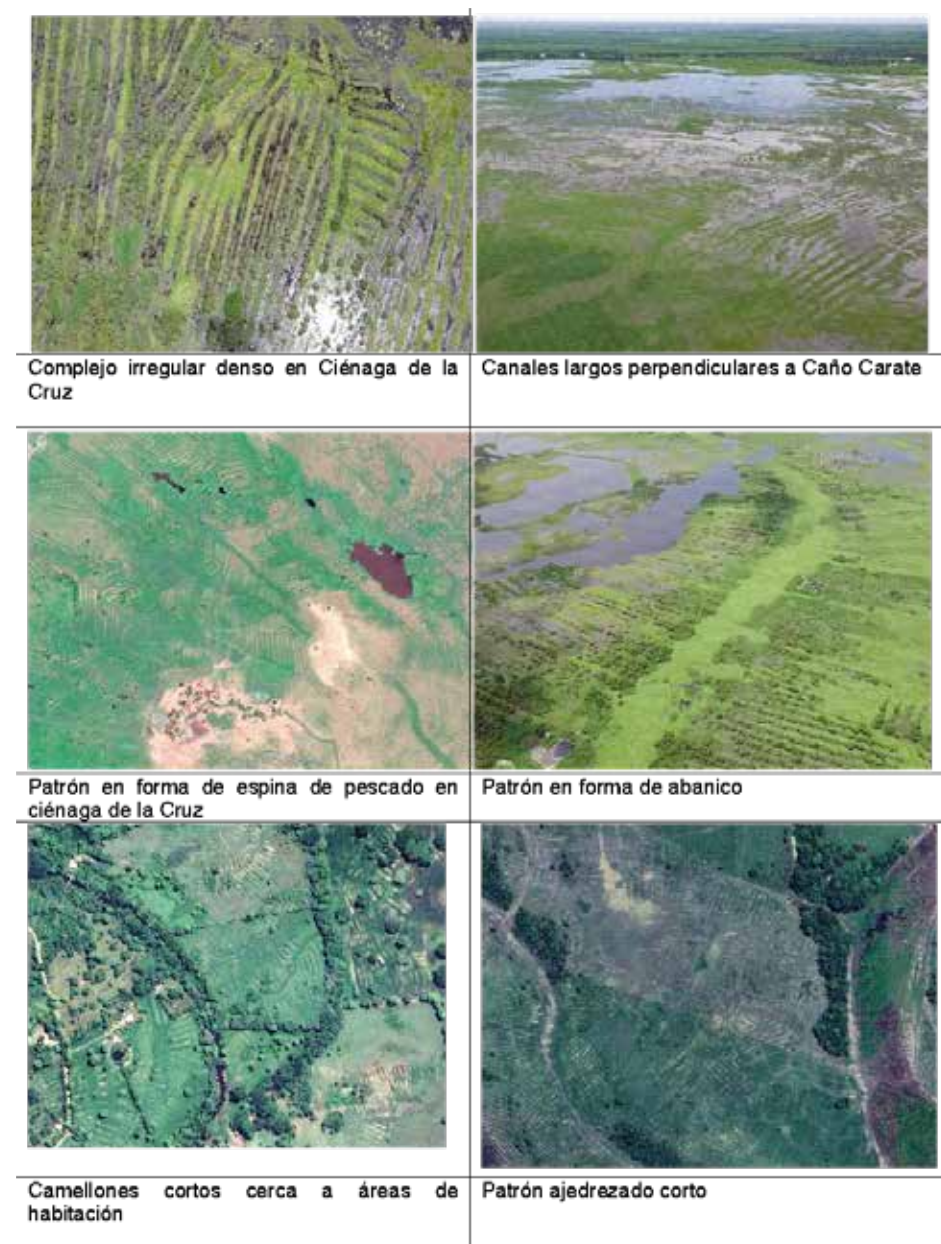 Complejo irregular denso en Ciénaga de la
Cruz
Canales largos perpendiculares a Caño Carate
Patrón en forma de espina de pescado en
ciénaga de la Cruz
Patrón en forma de abanico
Camellones cortos cerca a áreas de
habitación
Patrón ajedrezado corto